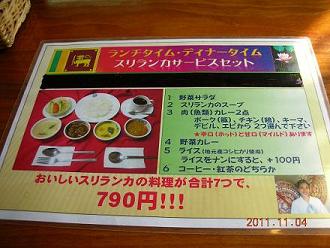 ランチタイム・ディナータイム
スリランカサービスセット
1 野菜サラダ
2 スリランカのスープ
3 肉(魚類)カレー2点
ポーク(豚)、チキン(鶏)、キーマ、
デビル、エビから 2つ選んで下さい
★辛口(ホット)と甘口(マイルド)あります
4 野菜カレー
5 ライス(地元産コシヒカリ使用)
ライスをナンにすると、+100円
6 コーヒー・紅茶のどちらか
おいしいスリランカの料理が合計7つで、
790円!!!
2011.11.04